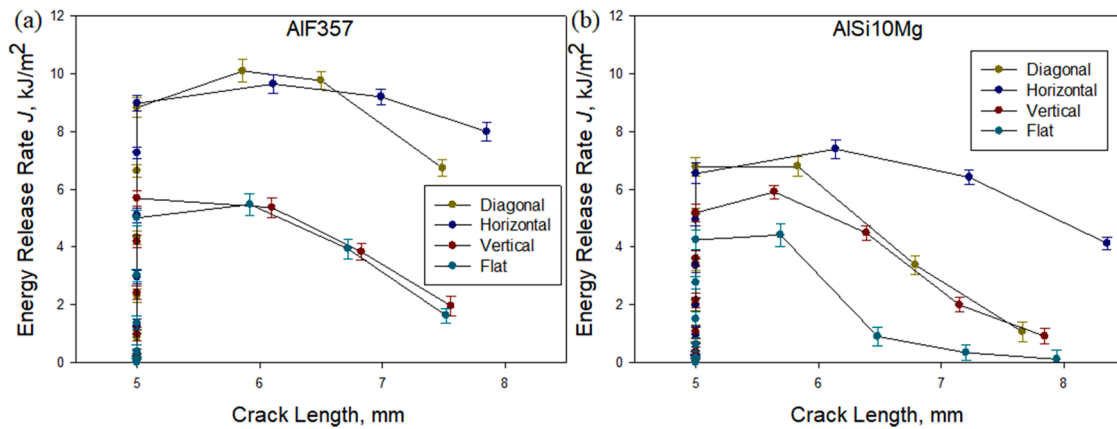 (a)
AlF357
Energy Release Rate J, kJ/m²
12
10
8
6
4
2
0
5
6
7
8
Crack Length, mm
Diagonal
Horizontal
Vertical
Flat
(b)
AlSi10Mg
Energy Release Rate J, kJ/m²
12
10
8
6
4
2
0
5
6
7
8
Crack Length, mm
Diagonal
Horizontal
Vertical
Flat